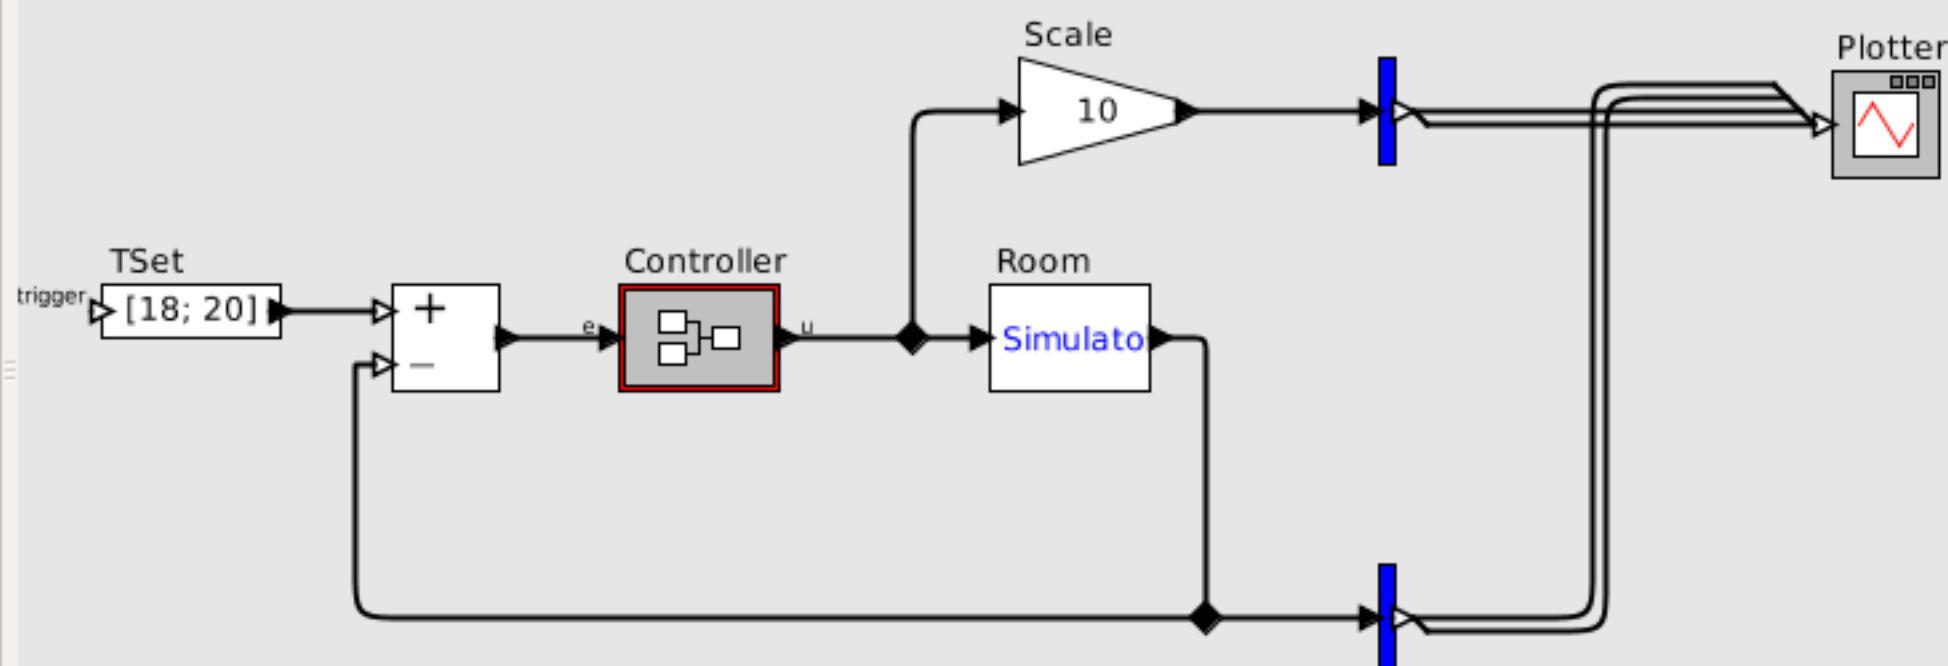 Scale
Plotter
10
TSet
Controller
Room
trigger
[18; 20]
+
e
u
Simulato
−